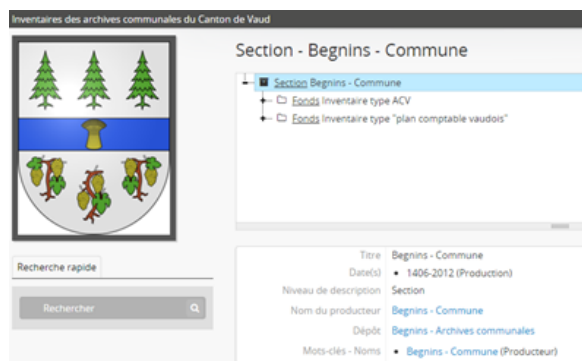 Inventaires des archives communales du Canton de Vaud
Section - Begnins - Commune
Section Begnins - Commune
Fonds Inventaire type ACV
Fonds Inventaire type "plan comptable vaudois"
Recherche rapide
Rechercher
Titre Begnins - Commune
Date(s) • 1406-2012 (Production)
Niveau de description Section
Nom du producteur Begnins - Commune
Dépôt Begnins - Archives communales
Mots-clés - Noms • Begnins - Commune (Producteur)